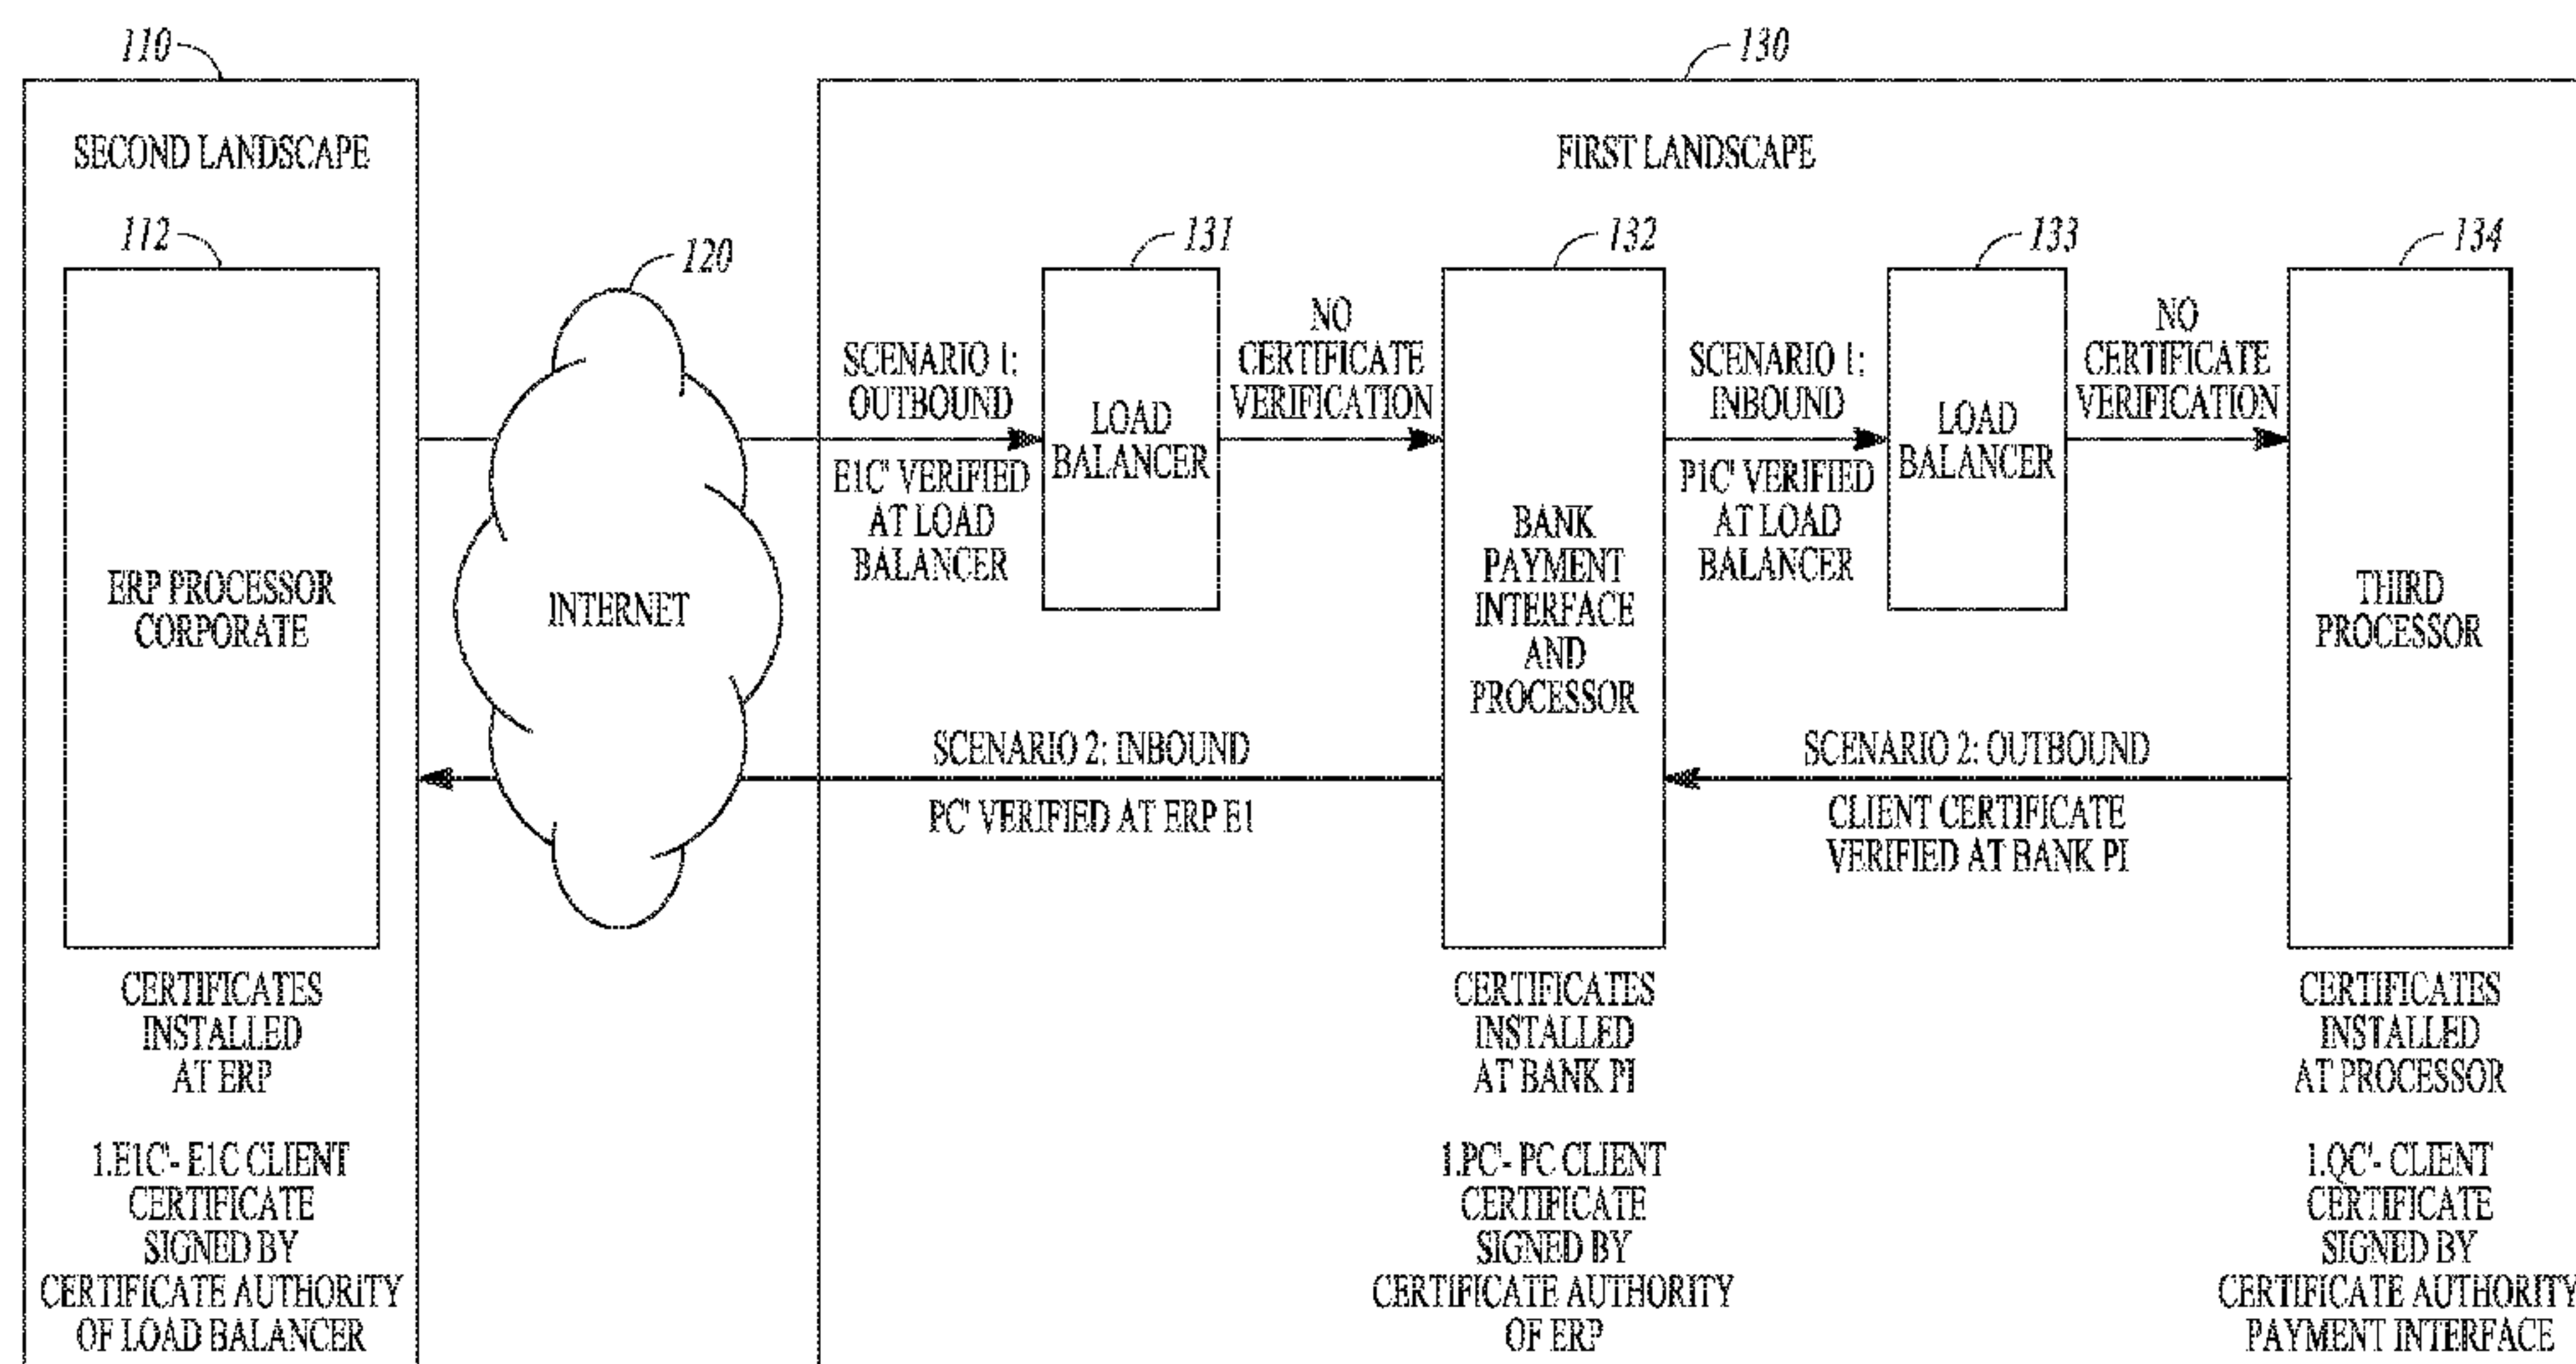 110
130
SECOND LANDSCAPE
FIRST LANDSCAPE
112
120
131
132
133
134
ERP PROCESSOR
CORPORATE
INTERNET
SCENARIO 1:
OUTBOUND
E1C' VERIFIED
AT LOAD
BALANCER
LOAD
BALANCER
NO
CERTIFICATE
VERIFICATION
BANK
PAYMENT
INTERFACE
AND
PROCESSOR
SCENARIO 1:
INBOUND
P1C' VERIFIED
AT LOAD
BALANCER
LOAD
BALANCER
NO
CERTIFICATE
VERIFICATION
THIRD
PROCESSOR
SCENARIO 2: INBOUND
PC' VERIFIED AT ERP E1
SCENARIO 2: OUTBOUND
CLIENT CERTIFICATE
VERIFIED AT BANK PI
CERTIFICATES
INSTALLED
AT ERP
1.E1C'- E1C CLIENT
CERTIFICATE
SIGNED BY
CERTIFICATE AUTHORITY
OF LOAD BALANCER
CERTIFICATES
INSTALLED
AT BANK PI
1.PC'- PC CLIENT
CERTIFICATE
SIGNED BY
CERTIFICATE AUTHORITY
OF ERP
CERTIFICATES
INSTALLED
AT PROCESSOR
1.QC'- CLIENT
CERTIFICATE
SIGNED BY
CERTIFICATE AUTHORITY
PAYMENT INTERFACE